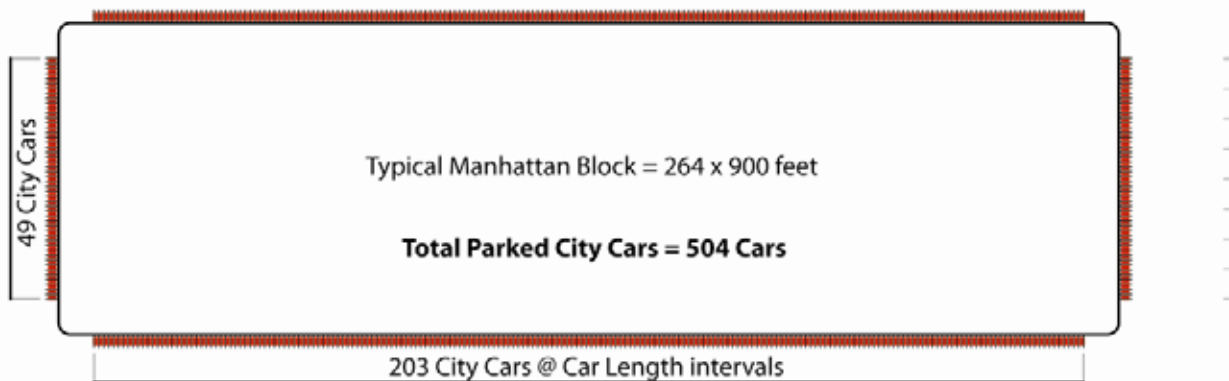 49 City Cars
Typical Manhattan Block = 264 x 900 feet
Total Parked City Cars = 504 Cars
203 City Cars @ Car Length intervals